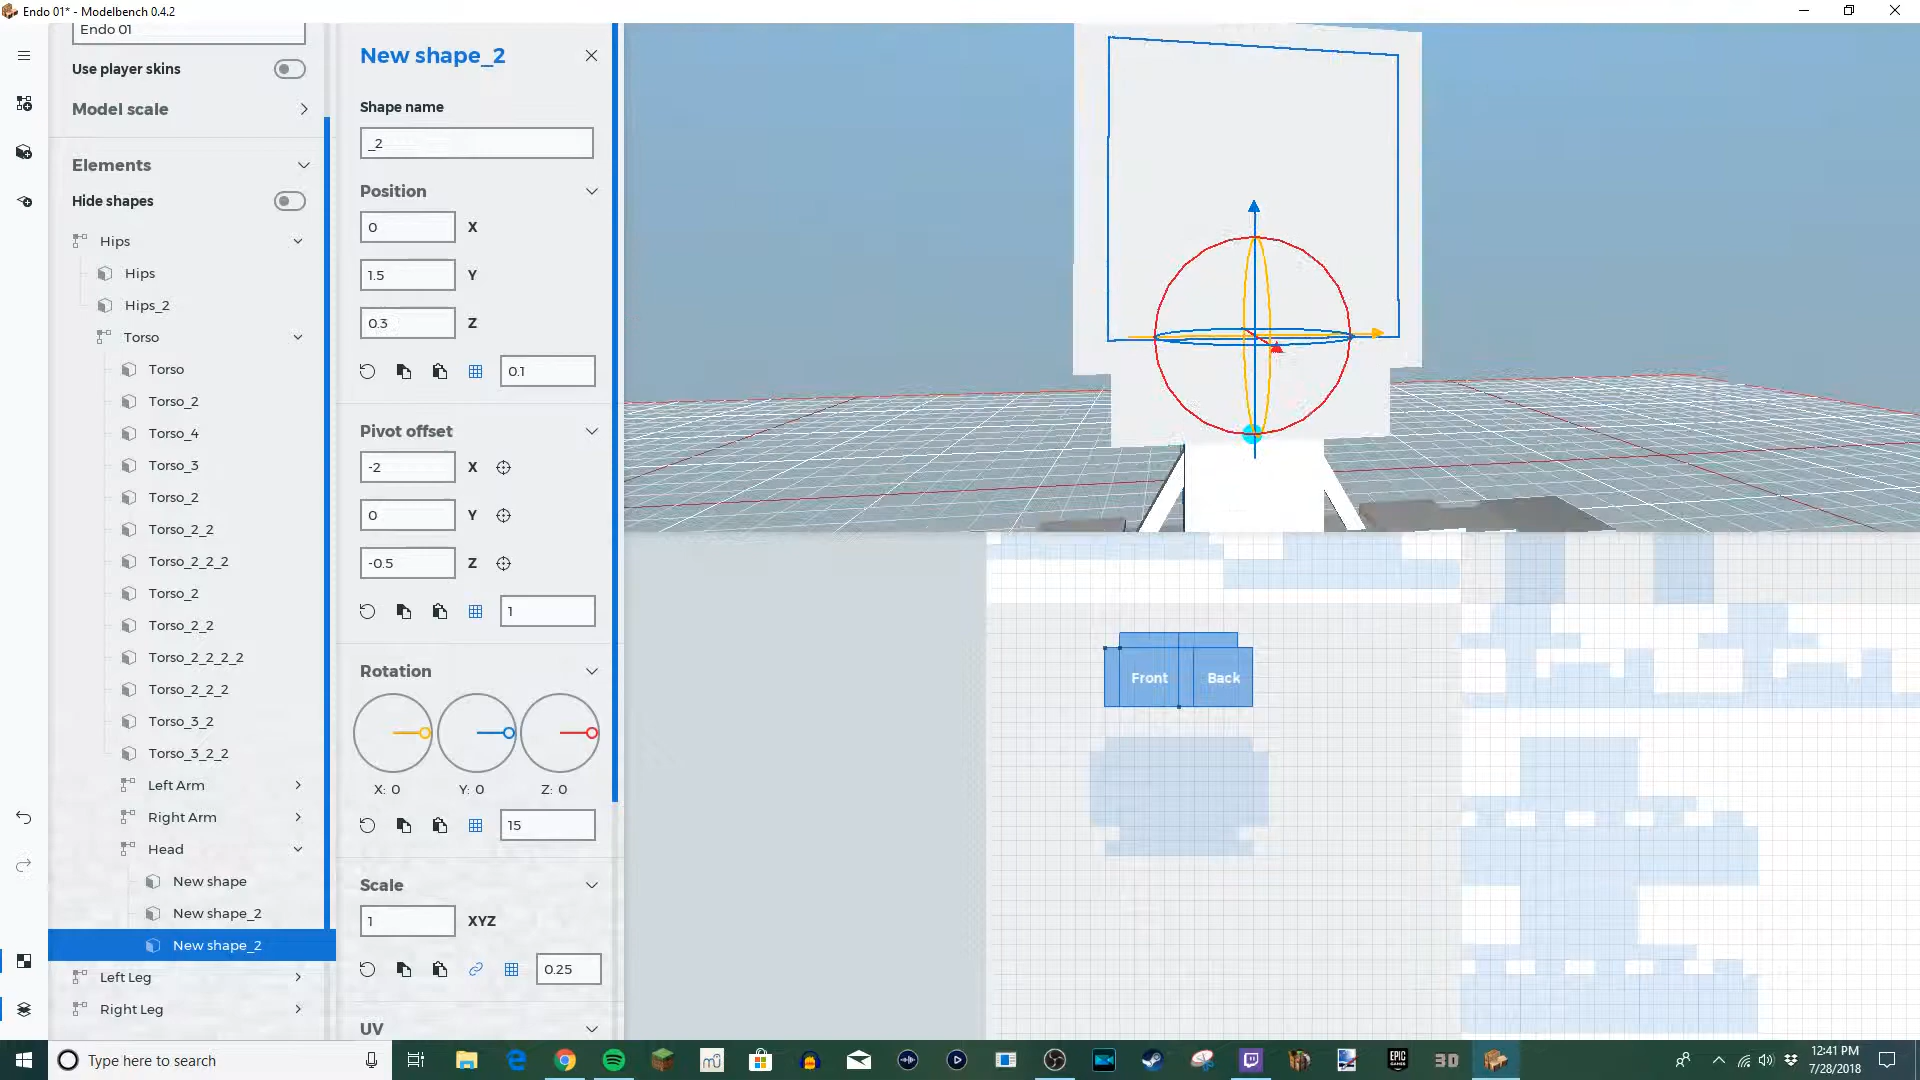 Endo 01* - Modelbench 0.4.2
Endo 01
Use player skins
Model scale
Elements
Hide shapes
Hips
Hips
Hips_2
Torso
Torso
Torso_2
Torso_4
Torso_3
Torso_2
Torso_2_2
Torso_2_2_2
Torso_2
Torso_2_2
Torso_2_2_2_2
Torso_2_2_2
Torso_3_2
Torso_3_2_2
Left Arm
Right Arm
Head
New shape
New shape_2
New shape_2
Left Leg
Right Leg
New shape_2
Shape name
_2
Position
0 X
1.5 Y
0.3 Z
0.1
Pivot offset
-2 X
0 Y
-0.5 Z
1
Rotation
X: 0 Y: 0 Z: 0
15
Scale
1 XYZ
0.25
UV
Front Back
Type here to search
mi
EPIC GAMES
3D
12:41 PM
7/28/2018